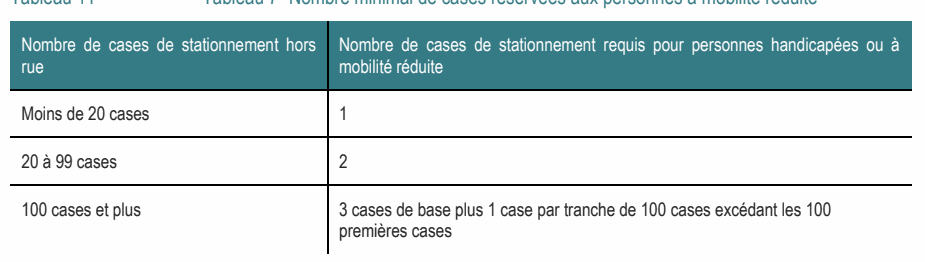 Tableau 7 Nombre minimal de cases réservées aux personnes à mobilité réduite
Nombre de cases de stationnement hors
rue
Nombre de cases de stationnement requis pour personnes handicapées ou à
mobilité réduite
Moins de 20 cases
1
20 à 99 cases
2
100 cases et plus
3 cases de base plus 1 case par tranche de 100 cases excédant les 100
premières cases